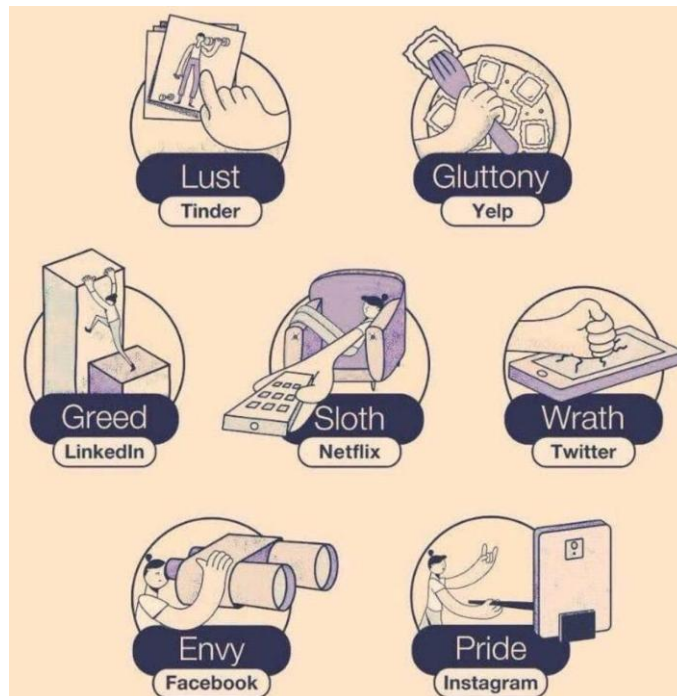 Lust
Tinder
Gluttony
Yelp
Greed
LinkedIn
Sloth
Netflix
Wrath
Twitter
Envy
Facebook
Pride
Instagram